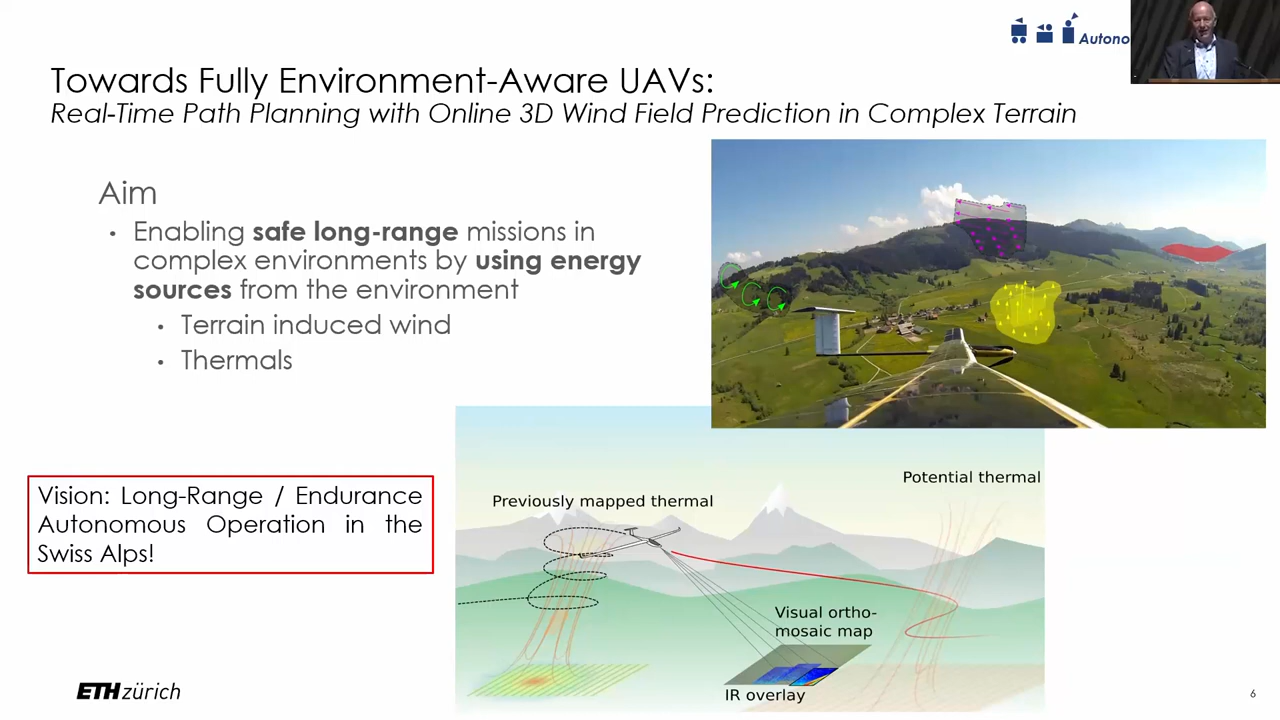 Autono
Towards Fully Environment-Aware UAVs:
Real-Time Path Planning with Online 3D Wind Field Prediction in Complex Terrain
Aim
• Enabling safe long-range missions in
complex environments by using energy
sources from the environment
• Terrain induced wind
• Thermals
Vision: Long-Range / Endurance
Autonomous Operation in the
Swiss Alps!
Potential thermal
Previously mapped thermal
Visual ortho-
mosaic map
IR overlay
ETH zürich
6